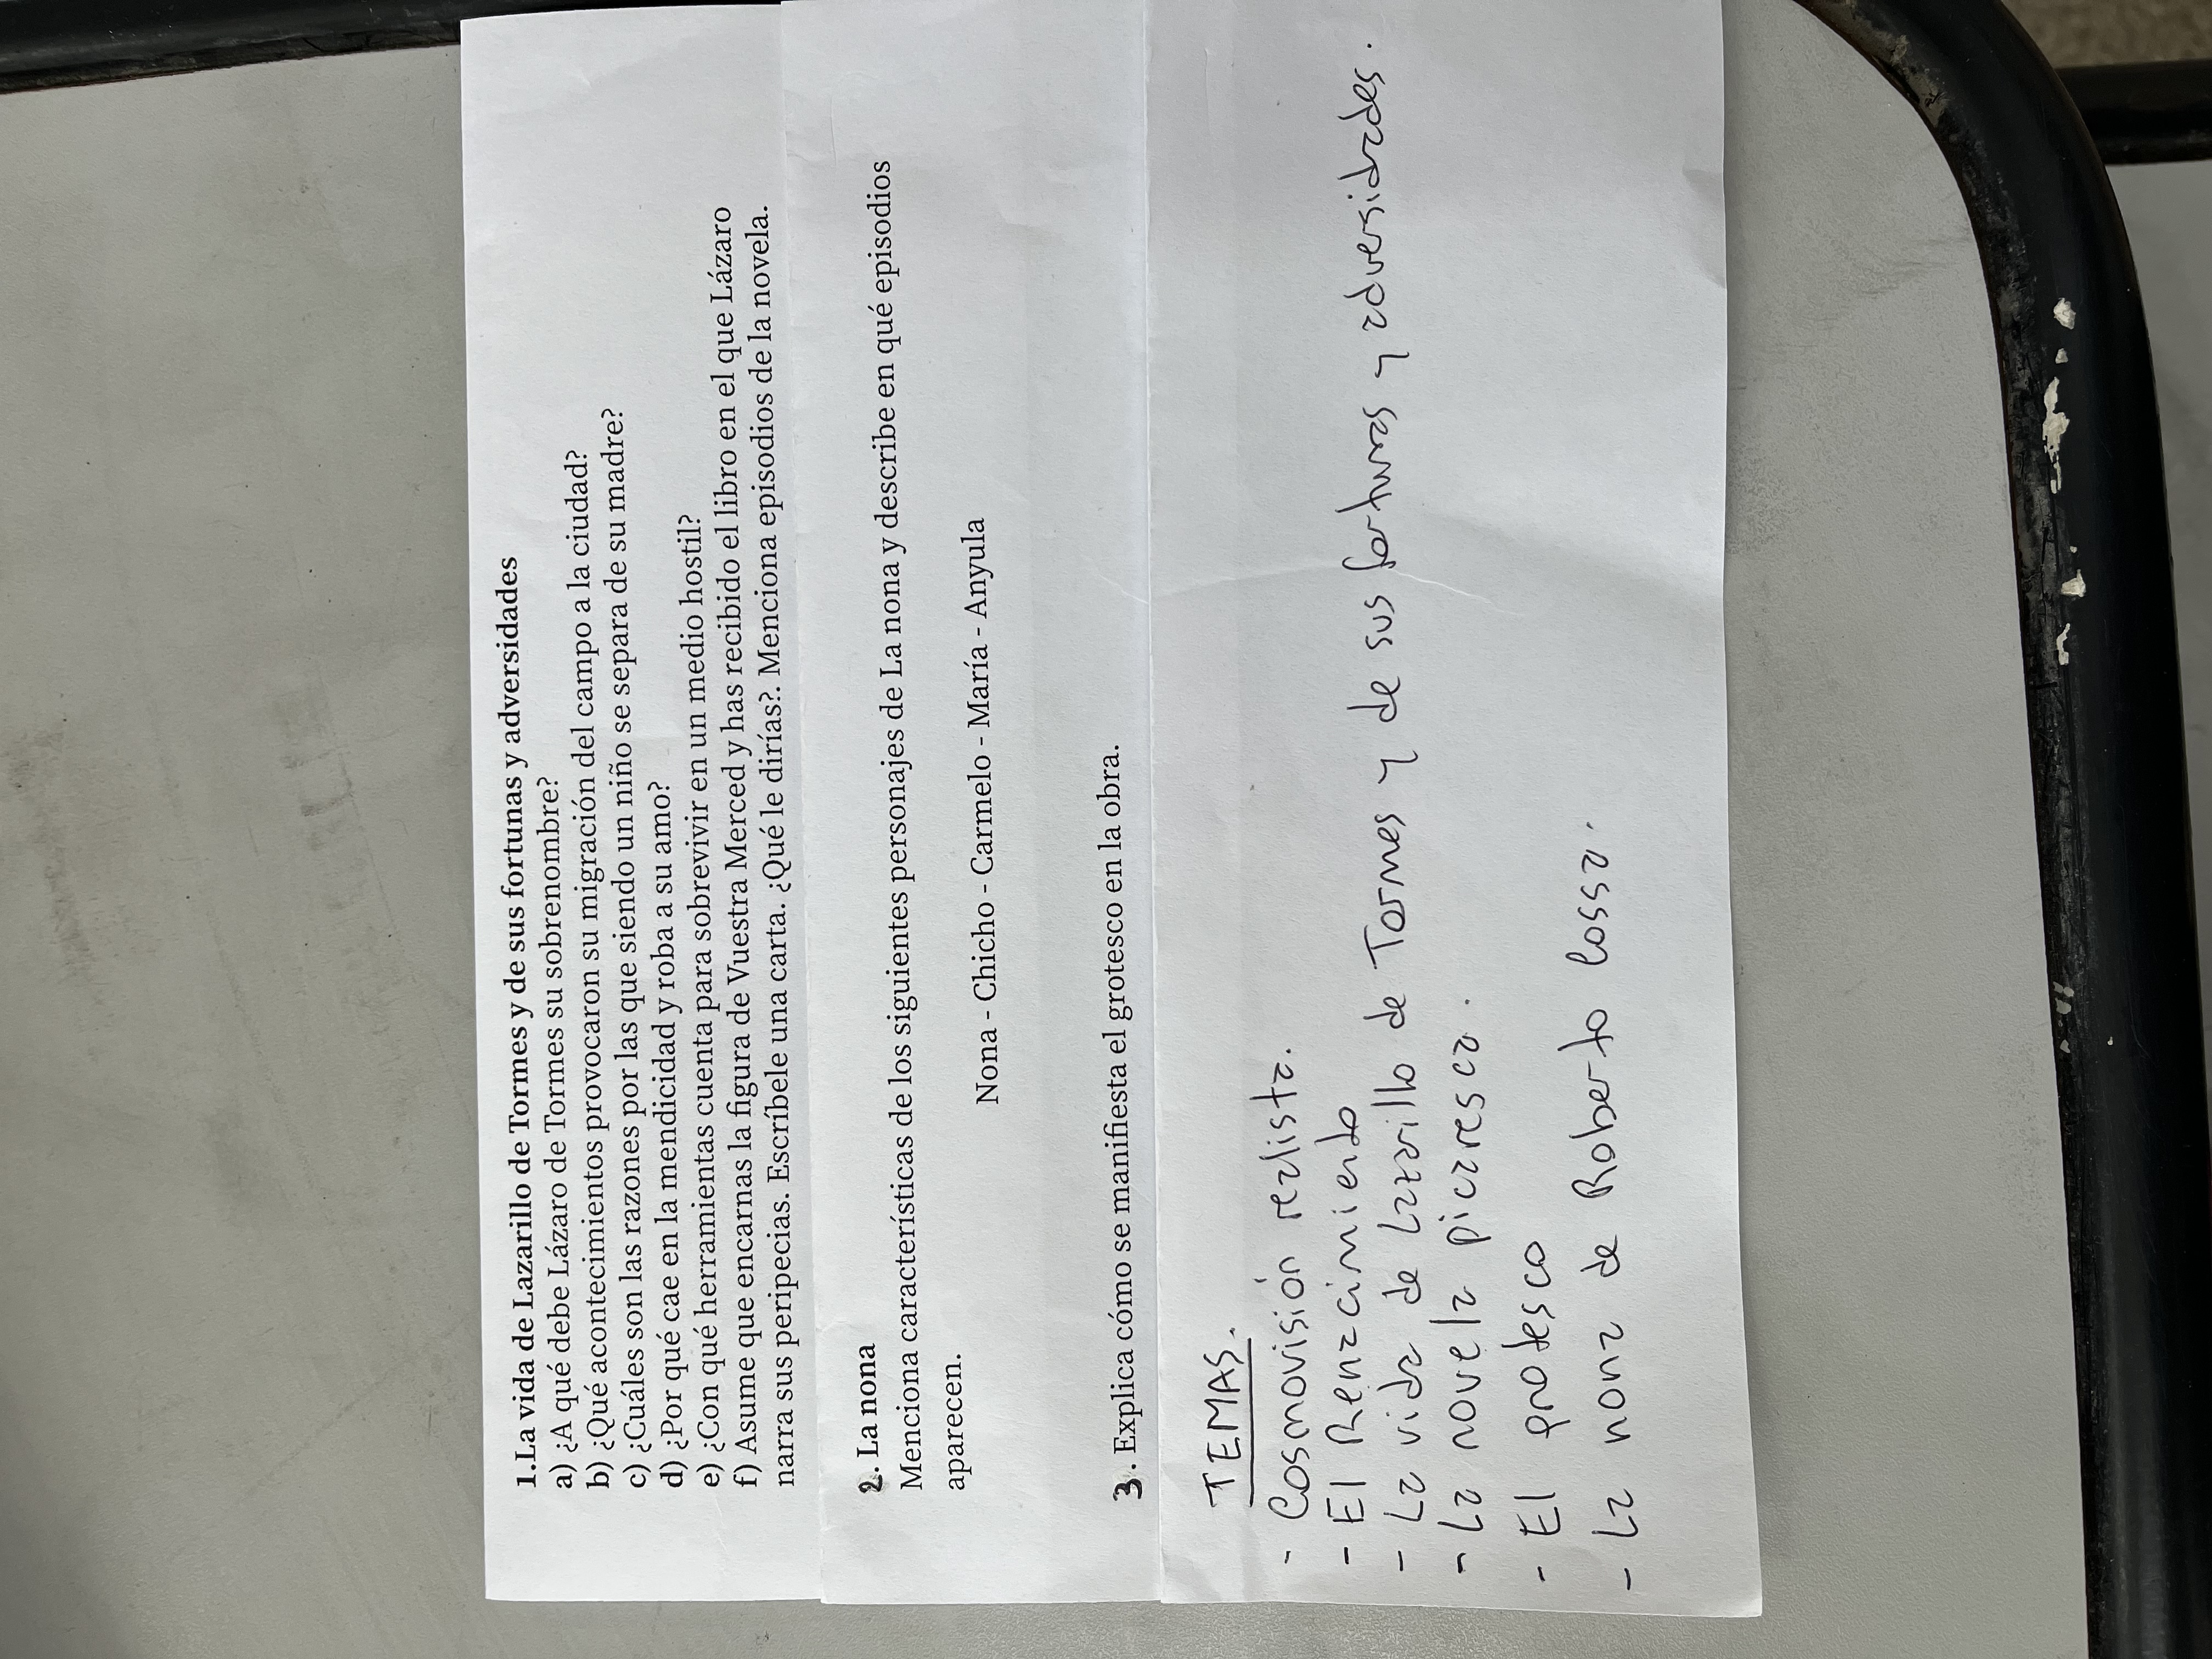 1.La vida de Lazarillo de Tormes y de sus fortunas y adversidades
a) ¿A qué debe Lázaro de Tormes su sobrenombre?
b) ¿Qué acontecimientos provocaron su migración del campo a la ciudad?
c) ¿Cuáles son las razones por las que siendo un niño se separa de su madre?
d) ¿Por qué cae en la mendicidad y roba a su amo?
e) ¿Con qué herramientas cuenta para sobrevivir en un medio hostil?
f) Asume que encarnas la figura de Vuestra Merced y has recibido el libro en el que Lázaro
narra sus peripecias. Escríbele una carta. ¿Qué le dirías?. Menciona episodios de la novela.
2. La nona
Menciona características de los siguientes personajes de La nona y describe en qué episodios
aparecen.
Nona - Chicho - Carmelo - María - Anyula
3. Explica cómo se manifiesta el grotesco en la obra.
TEMAS.
- Cosmovisión realista.
- El Renacimiento
- La vida de Lazarillo de Tormes y de sus fortunas y adversidades.
- La novela picaresca.
- El grotesco
- La nona de Roberto Cossa.